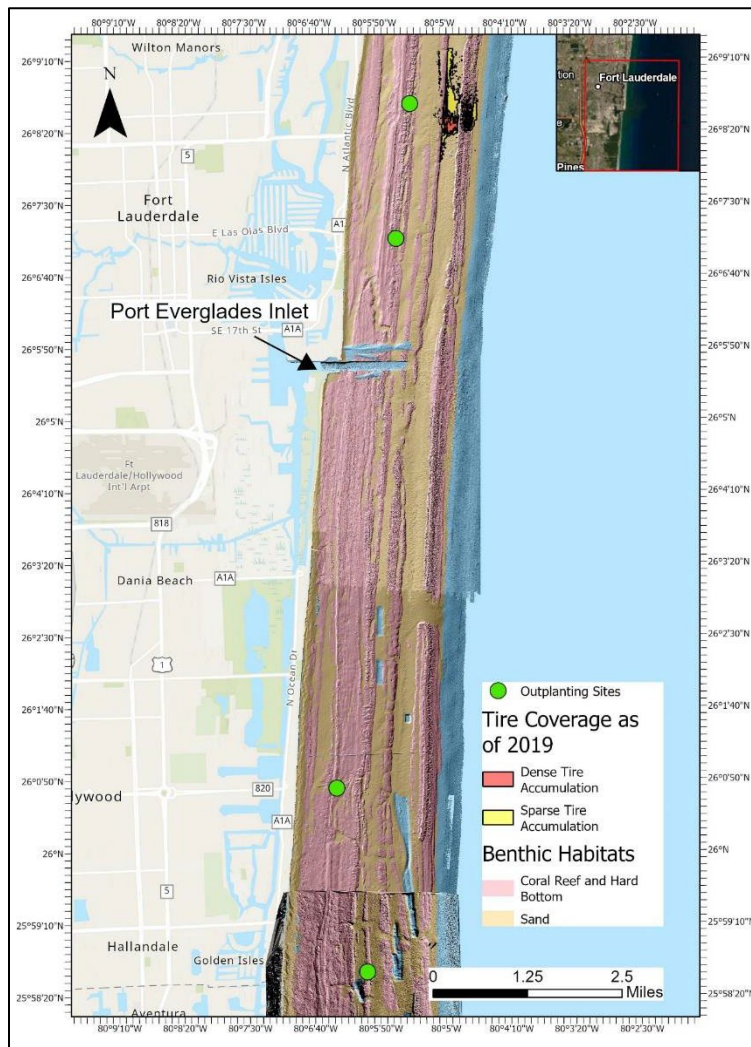 80°9'10"W 80°8'20"W 80°7'30"W 80°6'40"W 80°5'50"W 80°5'W 80°4'10"W 80°3'20"W 80°2'30"W
26°9'10"N
26°8'20"N
26°7'30"N
26°6'40"N
26°5'50"N
26°5'N
26°4'10"N
26°3'20"N
26°2'30"N
26°1'40"N
26°0'50"N
26°N
25°59'10"N
25°58'20"N
Wilton Manors
N
5
Fort
Lauderdale
N Atlantic Blvd
A1
E Las Olas Blvd
Rio Vista Isles
Port Everglades Inlet
A1A
SE 17th St
Ft
Lauderdale/Hollywood
Int'l Arpt
818
Dania Beach
A1A
1
N Ocean Dr
lywood
820
A1A
5
Hallandale
Golden Isles
Aventura
tion
Fort Lauderdale
e
Pines
Outplanting Sites
Tire Coverage as
of 2019
Dense Tire
Accumulation
Sparse Tire
Accumulation
Benthic Habitats
Coral Reef and Hard
Bottom
Sand
0 1.25 2.5
Miles
26°9'10"N
26°8'20"N
26°7'30"N
26°6'40"N
26°5'50"N
26°5'N
26°4'10"N
26°3'20"N
26°2'30"N
26°1'40"N
26°0'50"N
26°N
25°59'10"N
25°58'20"N
80°9'10"W 80°8'20"W 80°7'30"W 80°6'40"W 80°5'50"W 80°5'W 80°4'10"W 80°3'20"W 80°2'30"W